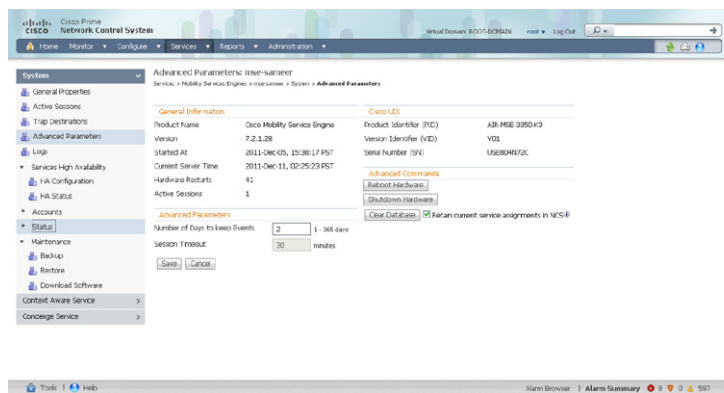 cisco Cisco Prime
Network Control System
Virtual Domain: ROOT-DOMAIN root Log Out
Home Monitor Configure Services Reports Administration
System
General Properties
Active Sessions
Trap Destinations
Advanced Parameters
Logs
Services High Availability
HA Configuration
HA Status
Accounts
Status
Maintenance
Backup
Restore
Download Software
Context Aware Service
Concierge Service
Advanced Parameters: mse-sameer
Services > Mobility Services Engines > mse-sameer > System > Advanced Parameters
General Information
Product Name Cisco Mobility Service Engine
Version 7.2.1.28
Started At 2011-Dec-05, 15:38:17 PST
Current Server Time 2011-Dec-11, 02:25:23 PST
Hardware Restarts 41
Active Sessions 1
Advanced Parameters
Number of Days to keep Events 2 1 - 365 days
Session Timeout 30 minutes
Save Cancel
Cisco UDI
Product Identifier (PID) AIR-MSE-3350-K9
Version Identifier (VID) V01
Serial Number (SN) USE804N72C
Advanced Commands
Reboot Hardware
Shutdown Hardware
Clear Database Retain current service assignments in NCS
Tools | Help
Alarm Browser | Alarm Summary 0 0 597